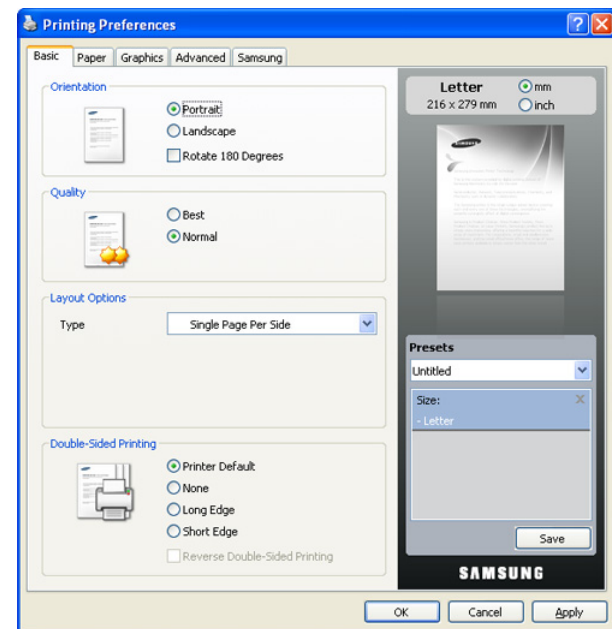 Printing Preferences
Basic Paper Graphics Advanced Samsung
Orientation
Portrait
Landscape
Rotate 180 Degrees
Quality
Best
Normal
Layout Options
Type Single Page Per Side
Double-Sided Printing
Printer Default
None
Long Edge
Short Edge
Reverse Double-Sided Printing
Letter
216 x 279 mm
mm
inch
SAMSUNG
Presets
Untitled
Size:
- Letter
Save
SAMSUNG
OK Cancel Apply